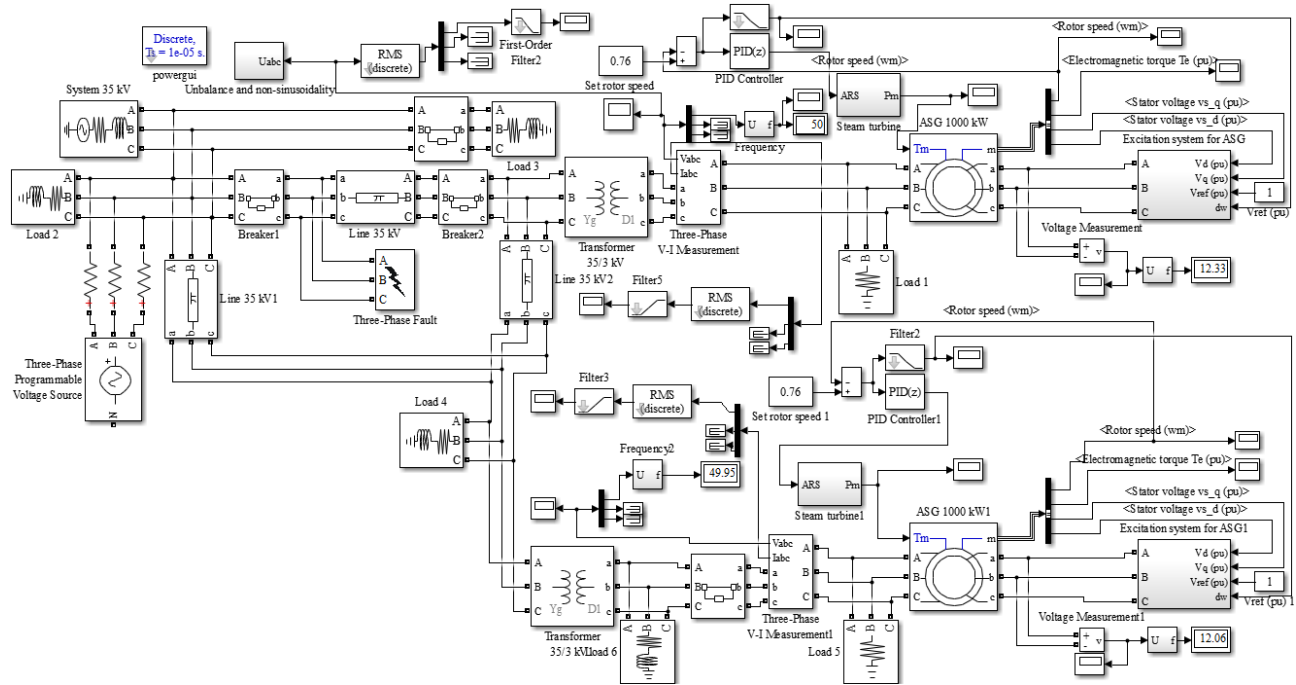 Discrete,
Ts = 1e-05 s.
powergui
Uabc
Unbalance and non-sinusoidality
RMS
(discrete)
First-Order
Filter2
0.76
Set rotor speed
PID(z)
PID Controller
<Rotor speed (wm)>
<Rotor speed (wm)>
<Electromagnetic torque Te (pu)>
<Stator voltage vs_q (pu)>
<Stator voltage vs_d (pu)>
ARS
Pm
Steam turbine
ASG 1000 kW
Tm
m
A
B
C
a
b
c
Excitation system for ASG
A
B
C
Vd (pu)
Vq (pu)
Vref (pu)
dw
1
Vref (pu)
System 35 kV
A
B
C
A
a
b
c
A
B
C
Load 3
U f
50
Frequency
Load 2
A
B
C
A
B
C
a
b
c
Breaker1
A
b
C
a
B
c
Line 35 kV
A
B
C
a
b
c
Breaker2
A
B
C
a
b
c
Yg
D1
Transformer
35/3 kV
Vabc
Iabc
a
b
c
A
B
C
Three-Phase
V-I Measurement
A B C
Load 1
Voltage Measurement
+
-
v
U f
12.33
A B C
a b c
Line 35 kV1
A
B
C
Three-Phase Fault
A B C
a b c
Line 35 kV2
A B C
N
Three-Phase
Programmable
Voltage Source
Filter5
RMS
(discrete)
Filter3
RMS
(discrete)
<Rotor speed (wm)>
Filter2
0.76
Set rotor speed 1
PID(z)
PID Controller1
Load 4
A
B
C
Frequency2
U f
49.95
ARS
Pm
Steam turbine1
<Rotor speed (wm)>
<Electromagnetic torque Te (pu)>
<Stator voltage vs_q (pu)>
<Stator voltage vs_d (pu)>
ASG 1000 kW1
Tm
m
A
B
C
a
b
c
Excitation system for ASG1
A
B
C
Vd (pu)
Vq (pu)
Vref (pu)
dw
1
Vref (pu) 1
A
B
C
a
b
c
Yg
D1
Transformer
35/3 kV1
A
B
C
a
b
c
A B C
Load 6
Vabc
Iabc
a
b
c
A
B
C
Three-Phase
V-I Measurement1
A B C
Load 5
Voltage Measurement1
+
-
v
U f
12.06